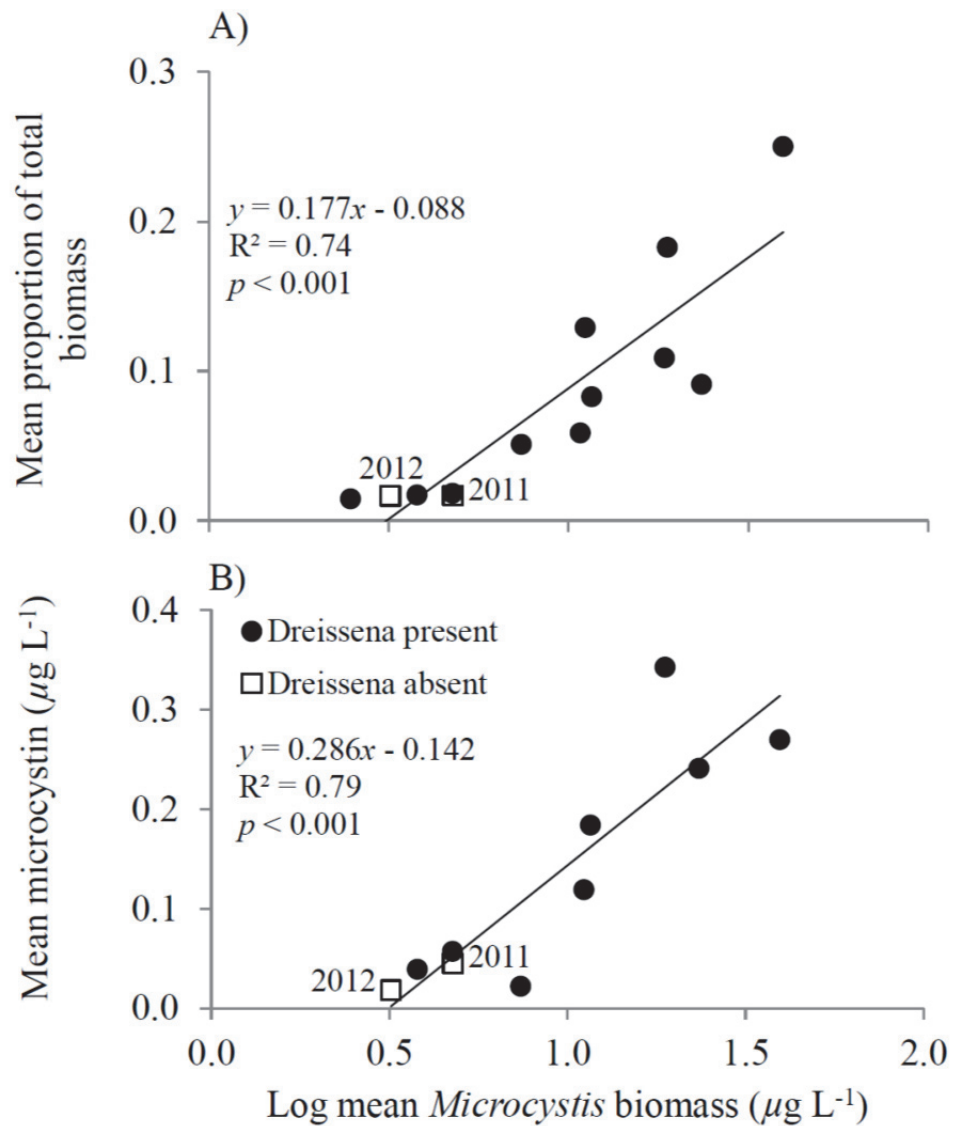 A)
0.3
0.2
0.1
0.0
Mean proportion of total
biomass
y = 0.177x - 0.088
R² = 0.74
p < 0.001
2012
2011
B)
0.4
0.3
0.2
0.1
0.0
Mean microcystin (µg L⁻¹)
Dreissena present
Dreissena absent
y = 0.286x - 0.142
R² = 0.79
p < 0.001
2012
2011
0.0 0.5 1.0 1.5 2.0
Log mean Microcystis biomass (µg L⁻¹)